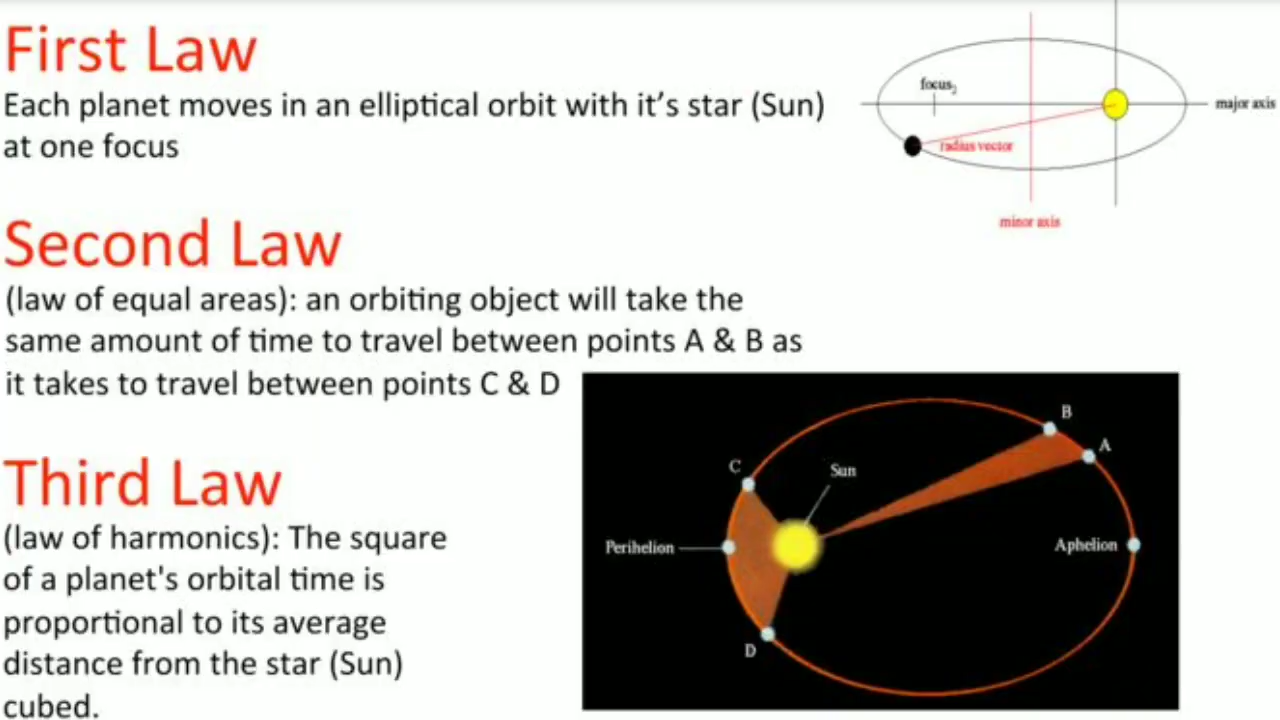 First Law
Each planet moves in an elliptical orbit with it's star (Sun)
at one focus
focus2
major axis
radius vector
minor axis
Second Law
(law of equal areas): an orbiting object will take the
same amount of time to travel between points A & B as
it takes to travel between points C & D
B
A
C
Sun
Perihelion
Aphelion
D
Third Law
(law of harmonics): The square
of a planet's orbital time is
proportional to its average
distance from the star (Sun)
cubed.